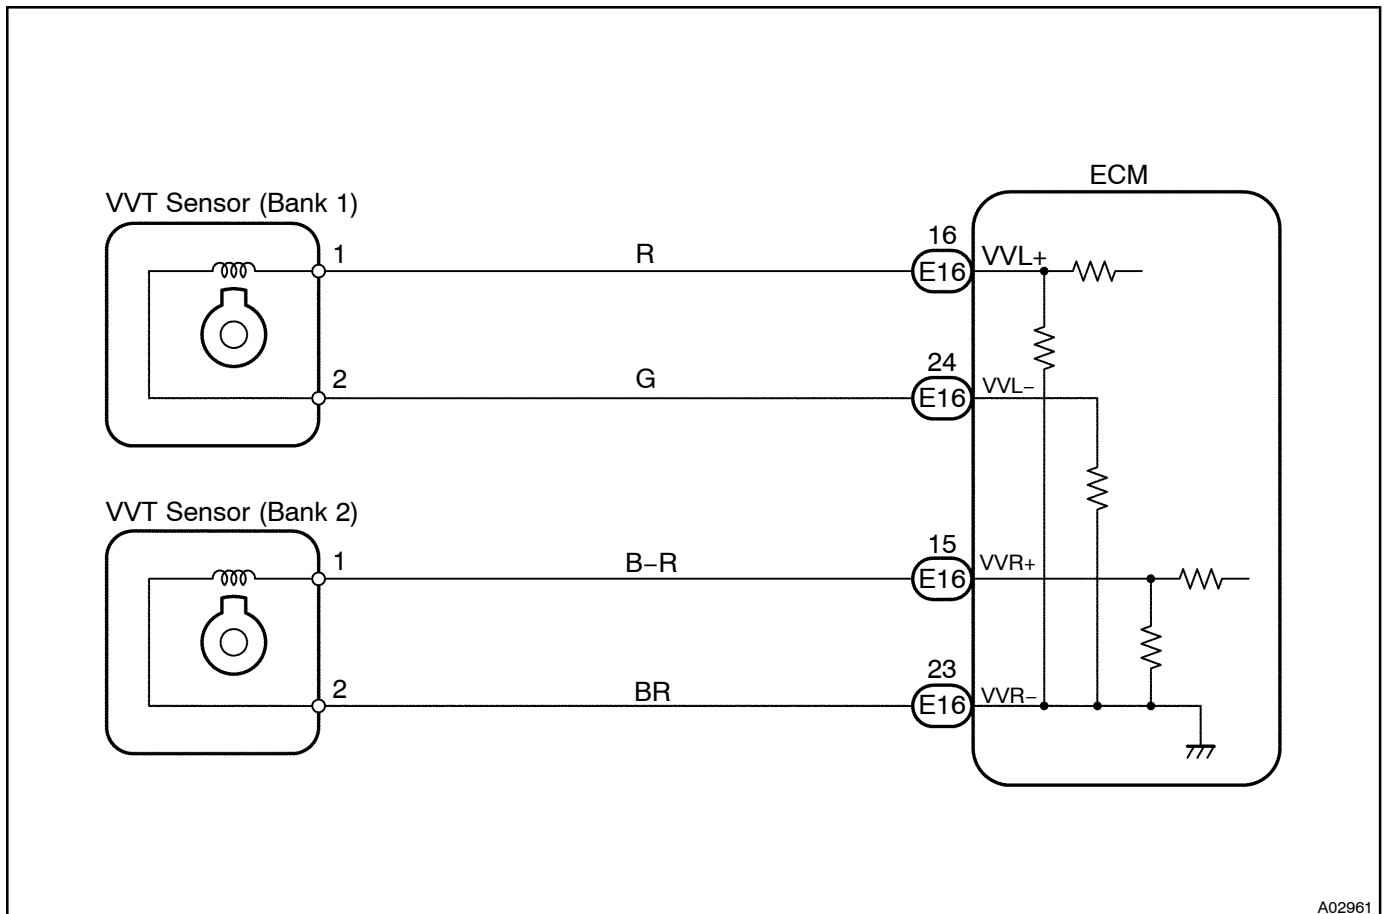 ECM
VVT Sensor (Bank 1)
1
R
16
E16
VVL+
2
G
24
E16
VVL−
VVT Sensor (Bank 2)
1
B−R
15
E16
VVR+
2
BR
23
E16
VVR−
A02961